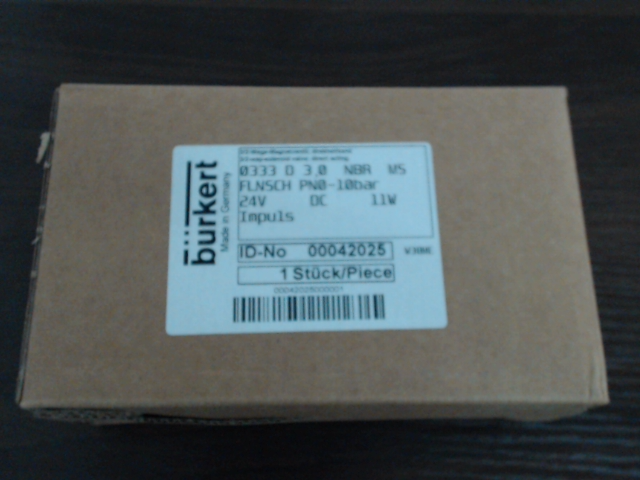 bürkert
Made in Germany
0333 D 3,0 NBR MS
FLNSCH PN0-10bar
24V DC 11W
Impuls
ID-No 00042025
1 Stück/Piece
00042025000001